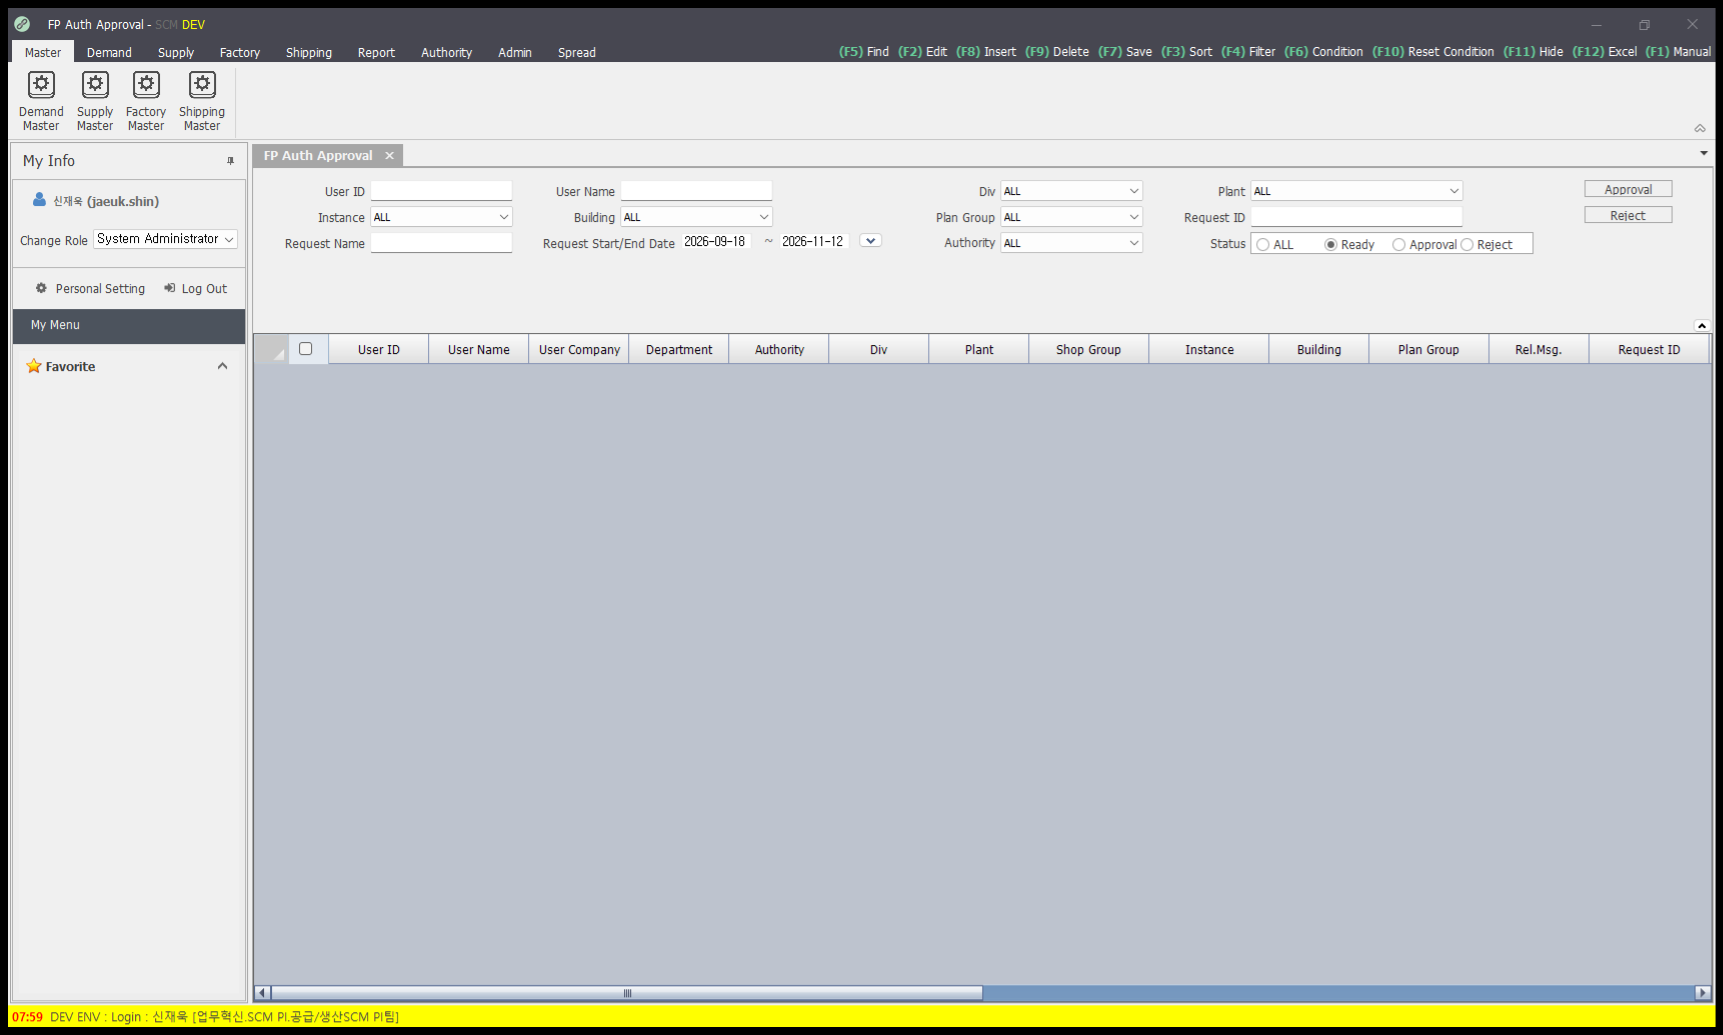 FP Auth Approval - SCM DEV
Master Demand Supply Factory Shipping Report Authority Admin Spread (F5) Find (F2) Edit (F8) Insert (F9) Delete (F7) Save (F3) Sort (F4) Filter (F6) Condition (F10) Reset Condition (F11) Hide (F12) Excel (F1) Manual
Demand Master
Supply Master
Factory Master
Shipping Master
My Info
신재욱 (jaeuk.shin)
Change Role System Administrator
Personal Setting Log Out
My Menu
Favorite
FP Auth Approval
User ID User Name Div ALL Plant ALL Approval
Instance ALL Building ALL Plan Group ALL Request ID Reject
Request Name Request Start/End Date 2026-09-18 ~ 2026-11-12 Authority ALL Status ALL Ready Approval Reject
User ID User Name User Company Department Authority Div Plant Shop Group Instance Building Plan Group Rel.Msg. Request ID
07:59 DEV ENV : Login : 신재욱 [업무혁신.SCM PI.공급/생산SCM PI팀]